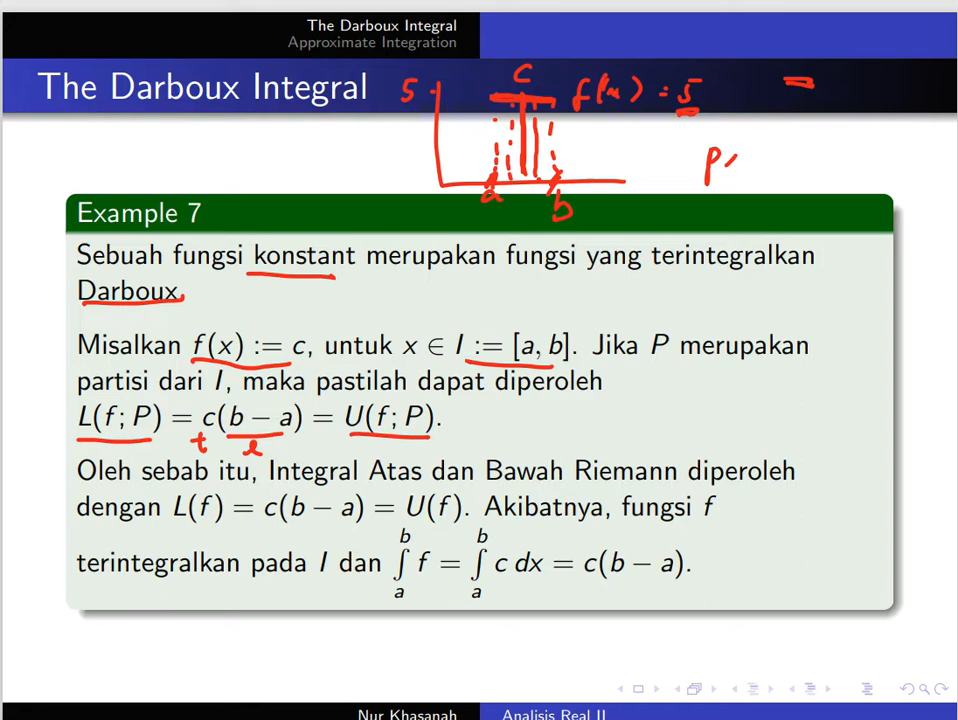 The Darboux Integral
Approximate Integration
The Darboux Integral
5
c
f(x) = 5
a
b
Example 7
Sebuah fungsi konstant merupakan fungsi yang terintegralkan
Darboux.
Misalkan f(x) := c, untuk x ∈ I := [a, b]. Jika P merupakan
partisi dari I, maka pastilah dapat diperoleh
L(f; P) = c(b − a) = U(f; P).
t
l
Oleh sebab itu, Integral Atas dan Bawah Riemann diperoleh
dengan L(f) = c(b − a) = U(f). Akibatnya, fungsi f
terintegralkan pada I dan ∫ₐᵇ f = ∫ₐᵇ c dx = c(b − a).
Nur Khasanah Analisis Real II